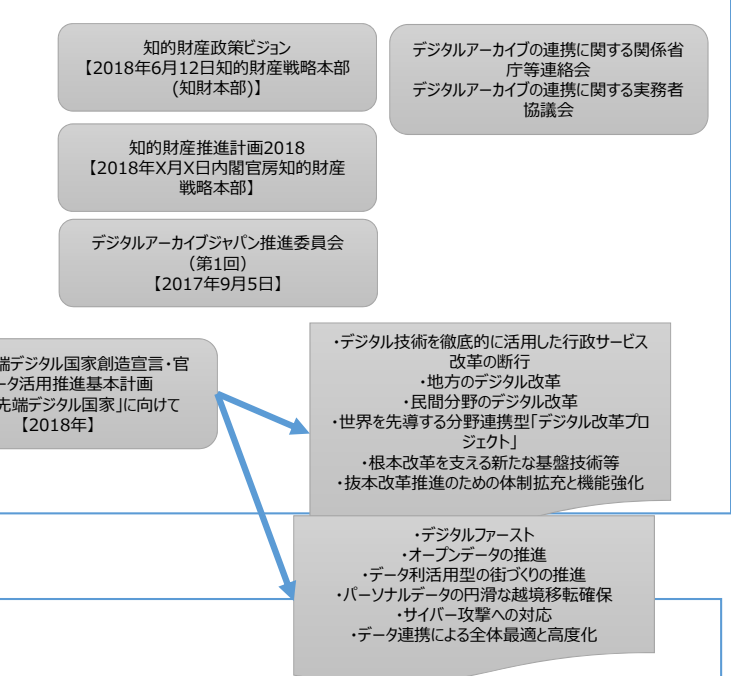 知的財産政策ビジョン
【2018年6月12日知的財産戦略本部
(知財本部)】
デジタルアーカイブの連携に関する関係省
庁等連絡会
デジタルアーカイブの連携に関する実務者
協議会
知的財産推進計画2018
【2018年X月X日内閣官房知的財産
戦略本部】
デジタルアーカイブジャパン推進委員会
（第1回）
【2017年9月5日】
端デジタル国家創造宣言・官
ータ活用推進基本計画
先端デジタル国家」に向けて
【2018年】
・デジタル技術を徹底的に活用した行政サービス
改革の断行
・地方のデジタル改革
・民間分野のデジタル改革
・世界を先導する分野連携型「デジタル改革プロ
ジェクト」
・根本改革を支える新たな基盤技術等
・抜本改革推進のための体制拡充と機能強化
・デジタルファースト
・オープンデータの推進
・データ利活用型の街づくりの推進
・パーソナルデータの円滑な越境移転確保
・サイバー攻撃への対応
・データ連携による全体最適と高度化